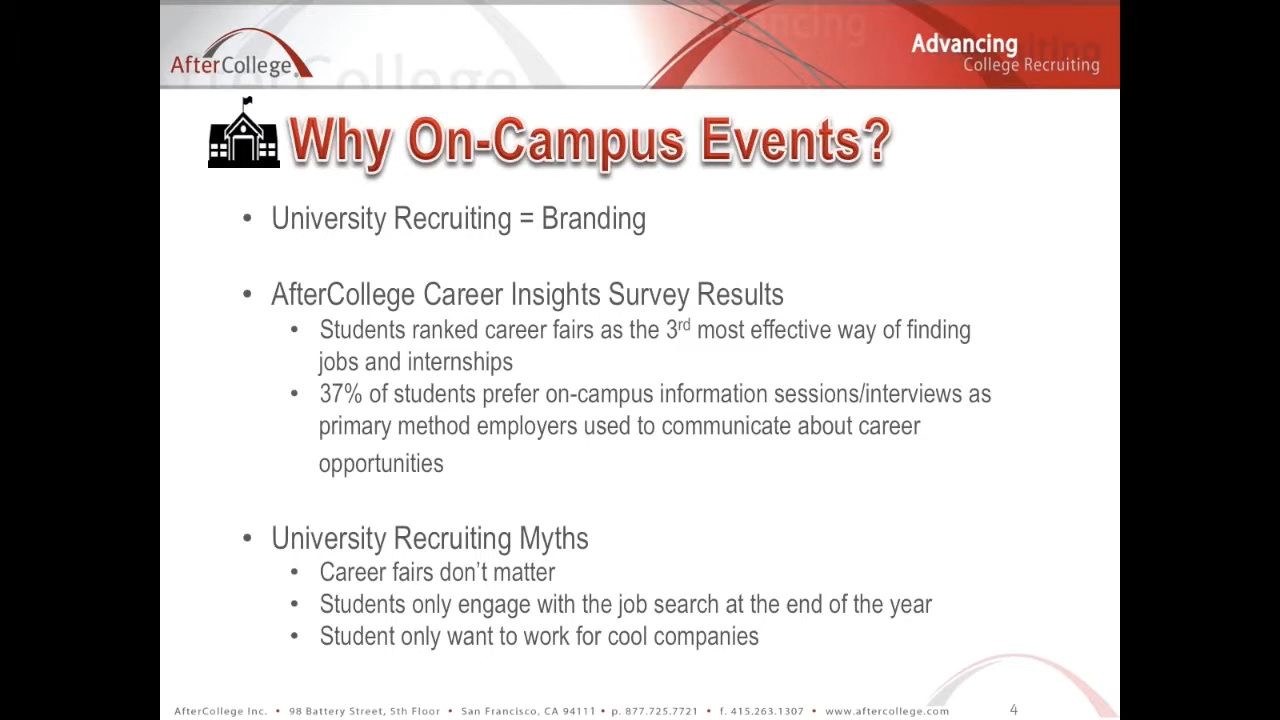 AfterCollege.
Advancing
College Recruiting
Why On-Campus Events?
• University Recruiting = Branding
• AfterCollege Career Insights Survey Results
• Students ranked career fairs as the 3rd most effective way of finding
jobs and internships
• 37% of students prefer on-campus information sessions/interviews as
primary method employers used to communicate about career
opportunities
• University Recruiting Myths
• Career fairs don't matter
• Students only engage with the job search at the end of the year
• Student only want to work for cool companies
AfterCollege Inc. • 98 Battery Street, 5th Floor • San Francisco, CA 94111 • p. 877.725.7721 • f. 415.263.1307 • www.aftercollege.com 4